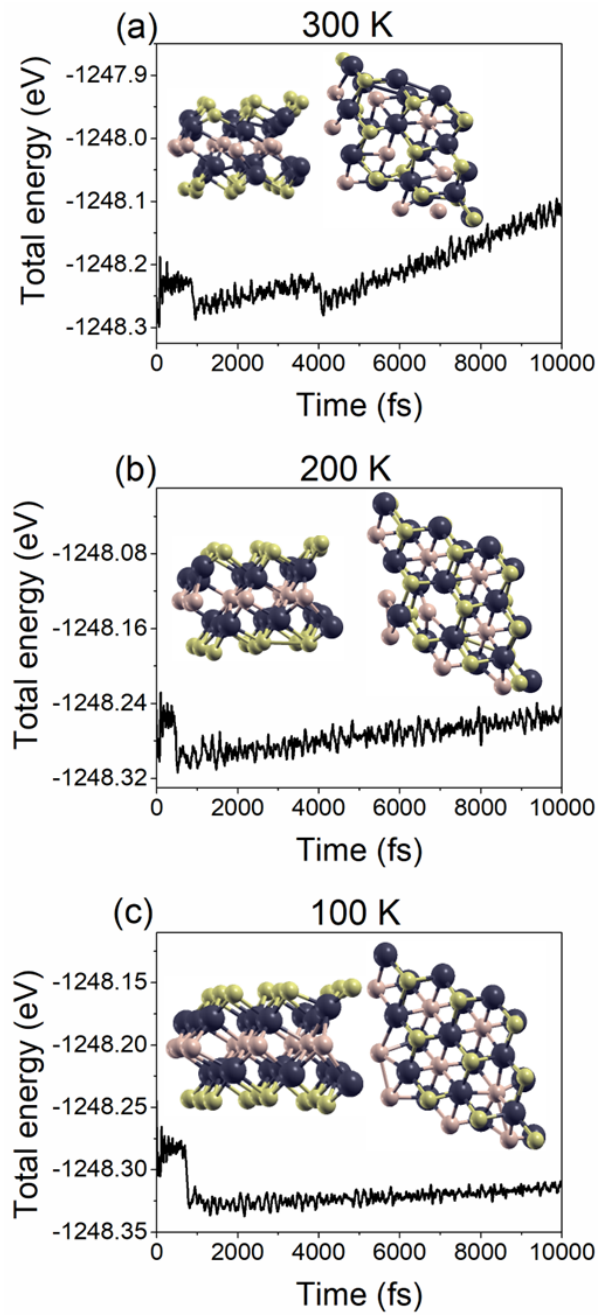 (a) 300 K
Total energy (eV)
-1247.9
-1248.0
-1248.1
-1248.2
-1248.3
0 2000 4000 6000 8000 10000
Time (fs)
(b) 200 K
Total energy (eV)
-1248.08
-1248.16
-1248.24
-1248.32
0 2000 4000 6000 8000 10000
Time (fs)
(c) 100 K
Total energy (eV)
-1248.15
-1248.20
-1248.25
-1248.30
-1248.35
0 2000 4000 6000 8000 10000
Time (fs)